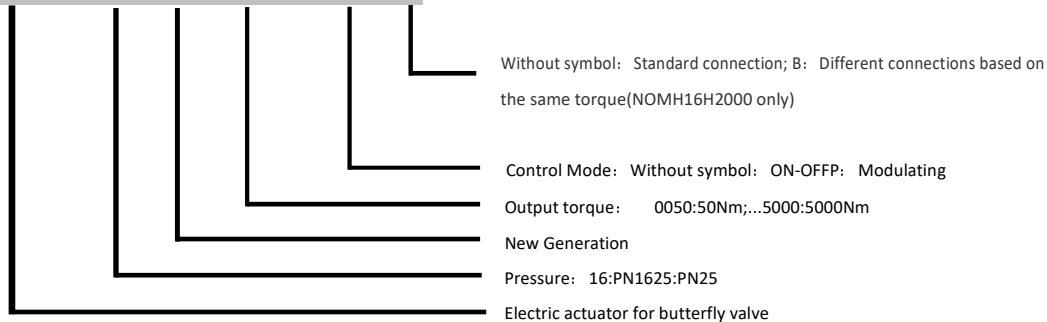 Without symbol：Standard connection; B：Different connections based on
the same torque(NOMH16H2000 only)
Control Mode：Without symbol：ON-OFFP：Modulating
Output torque： 0050:50Nm;...5000:5000Nm
New Generation
Pressure：16:PN1625:PN25
Electric actuator for butterfly valve